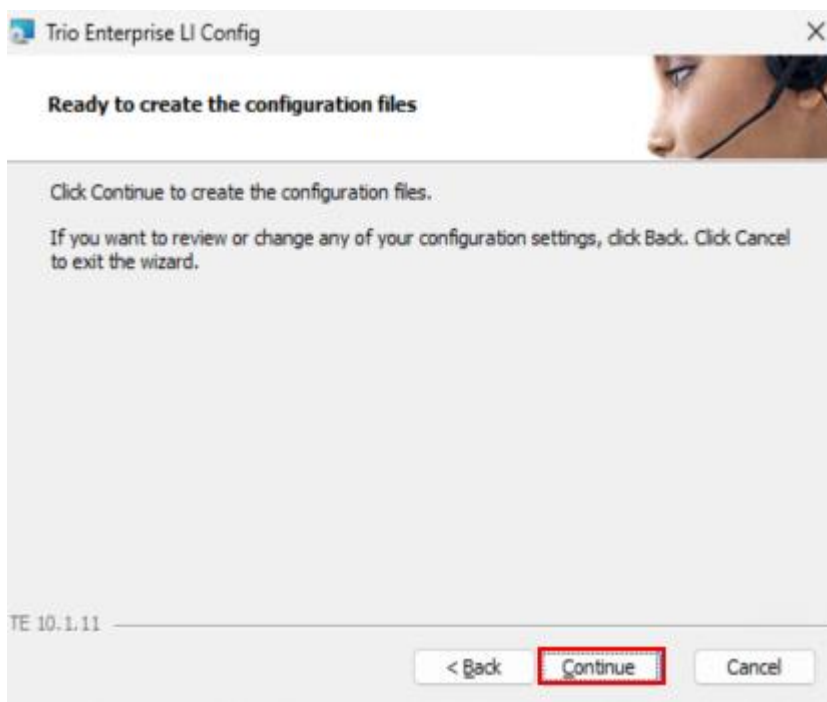 Trio Enterprise LI Config
Ready to create the configuration files
Click Continue to create the configuration files.
If you want to review or change any of your configuration settings, click Back. Click Cancel
to exit the wizard.
TE 10.1.11
< Back Continue Cancel